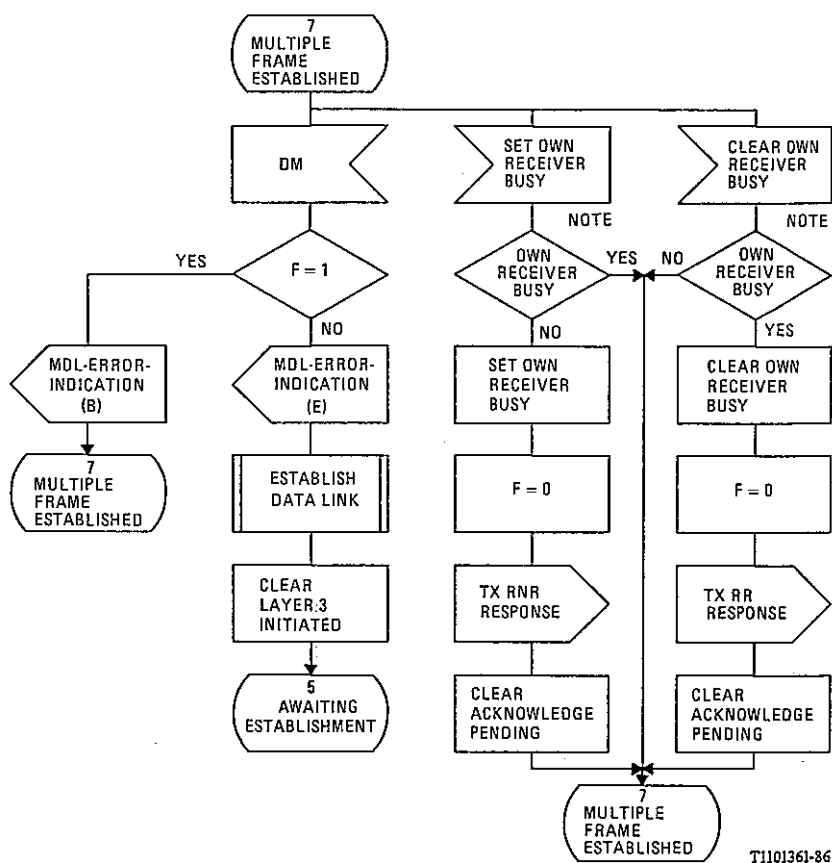 7
MULTIPLE
FRAME
ESTABLISHED
DM
SET OWN
RECEIVER
BUSY
CLEAR OWN
RECEIVER
BUSY
NOTE
NOTE
YES
F = 1
NO
OWN
RECEIVER
BUSY
YES
NO
NO
OWN
RECEIVER
BUSY
YES
MDL-ERROR-
INDICATION
(B)
MDL-ERROR-
INDICATION
(E)
SET OWN
RECEIVER
BUSY
CLEAR OWN
RECEIVER
BUSY
7
MULTIPLE
FRAME
ESTABLISHED
ESTABLISH
DATA LINK
F = 0
F = 0
CLEAR
LAYER 3
INITIATED
TX RNR
RESPONSE
TX RR
RESPONSE
5
AWAITING
ESTABLISHMENT
CLEAR
ACKNOWLEDGE
PENDING
CLEAR
ACKNOWLEDGE
PENDING
7
MULTIPLE
FRAME
ESTABLISHED
T1101361-86